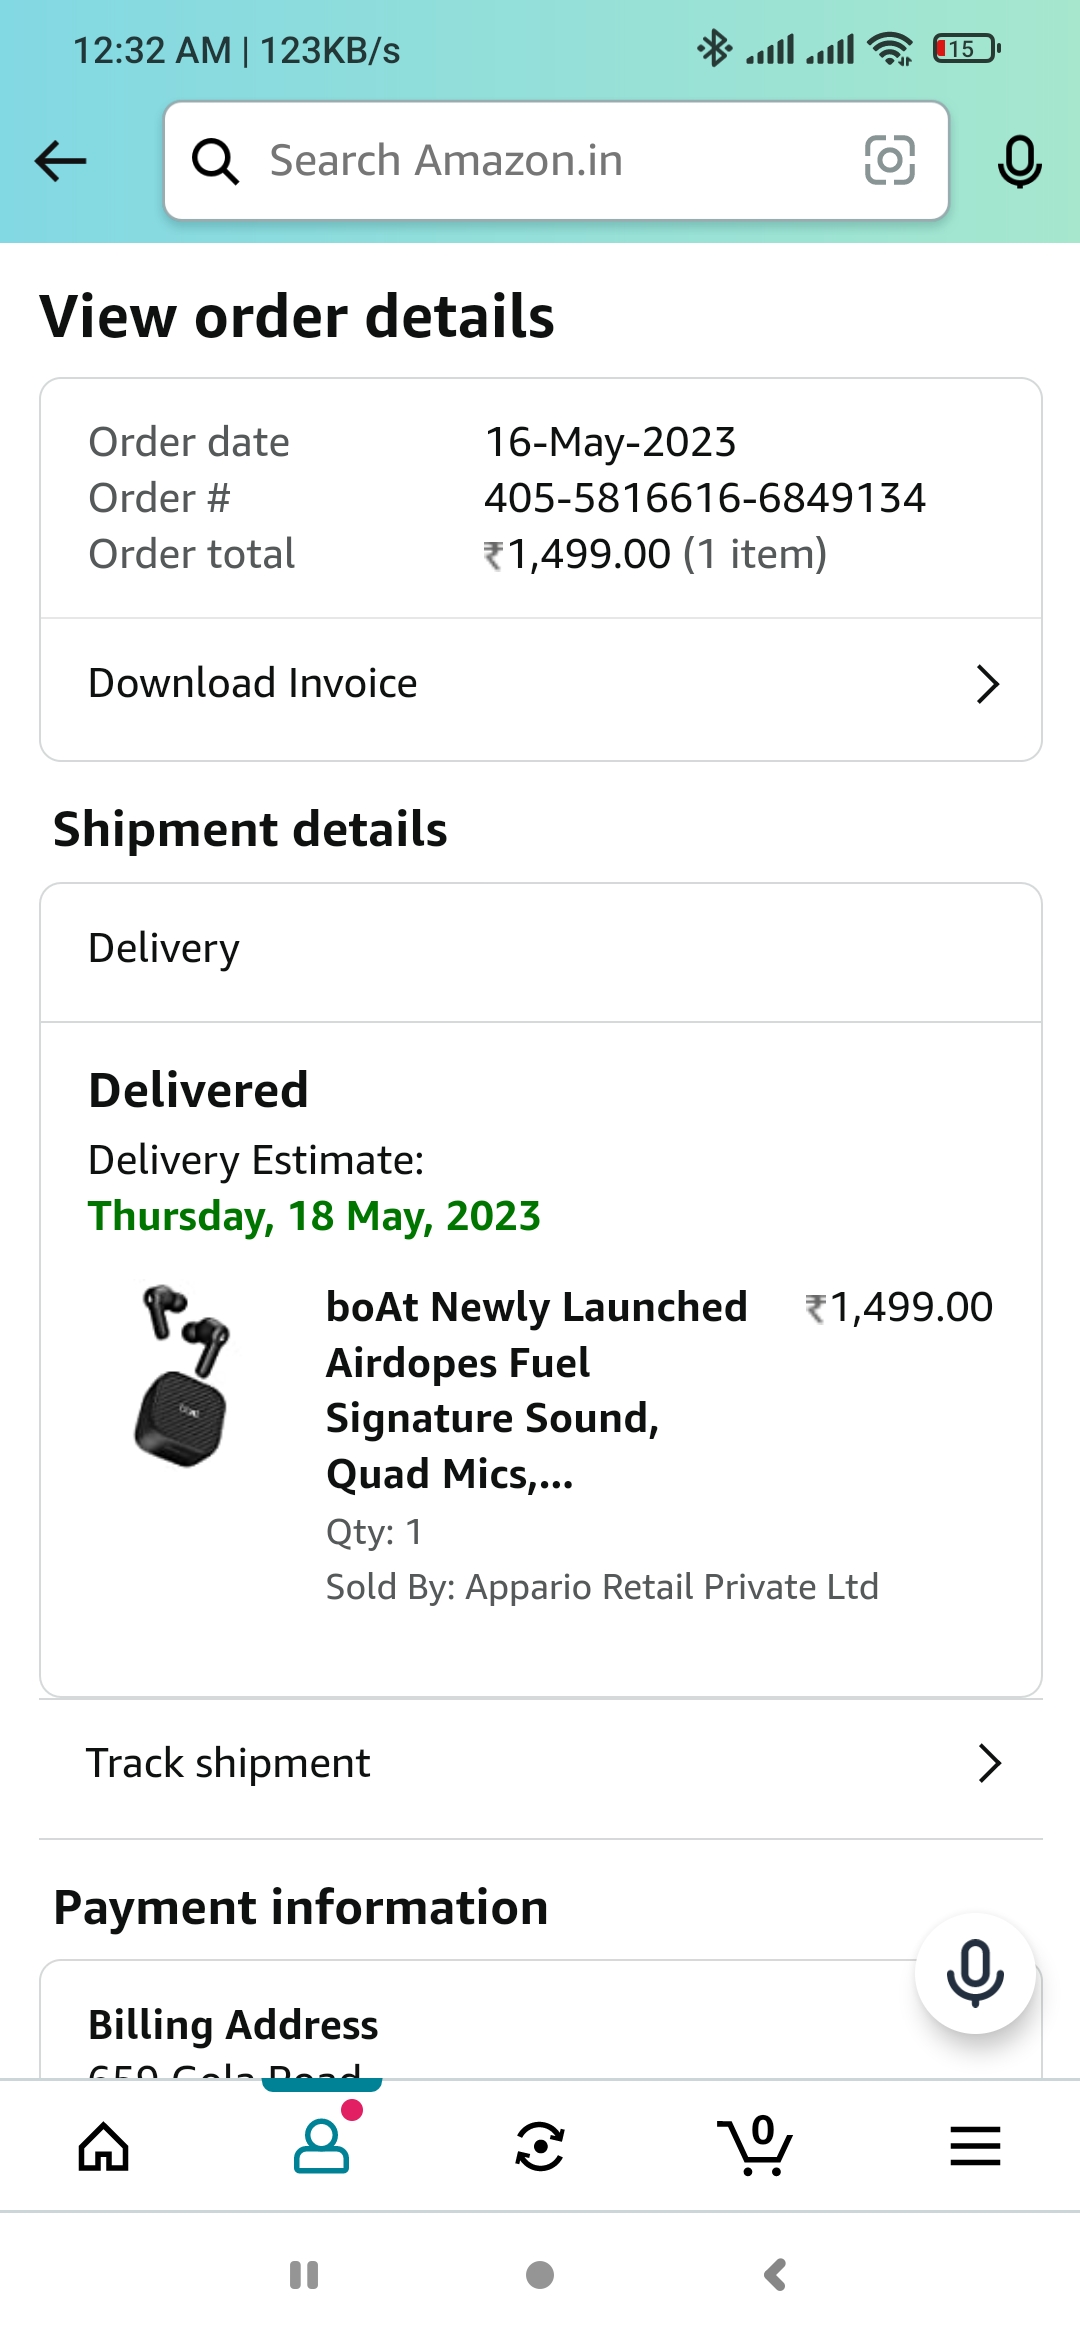 12:32 AM | 123KB/s 15
Search Amazon.in
View order details
Order date 16-May-2023
Order # 405-5816616-6849134
Order total ₹1,499.00 (1 item)
Download Invoice
Shipment details
Delivery
Delivered
Delivery Estimate:
Thursday, 18 May, 2023
boAt Newly Launched ₹1,499.00
Airdopes Fuel
Signature Sound,
Quad Mics,...
Qty: 1
Sold By: Appario Retail Private Ltd
Track shipment
Payment information
Billing Address
659 Gola Road
0